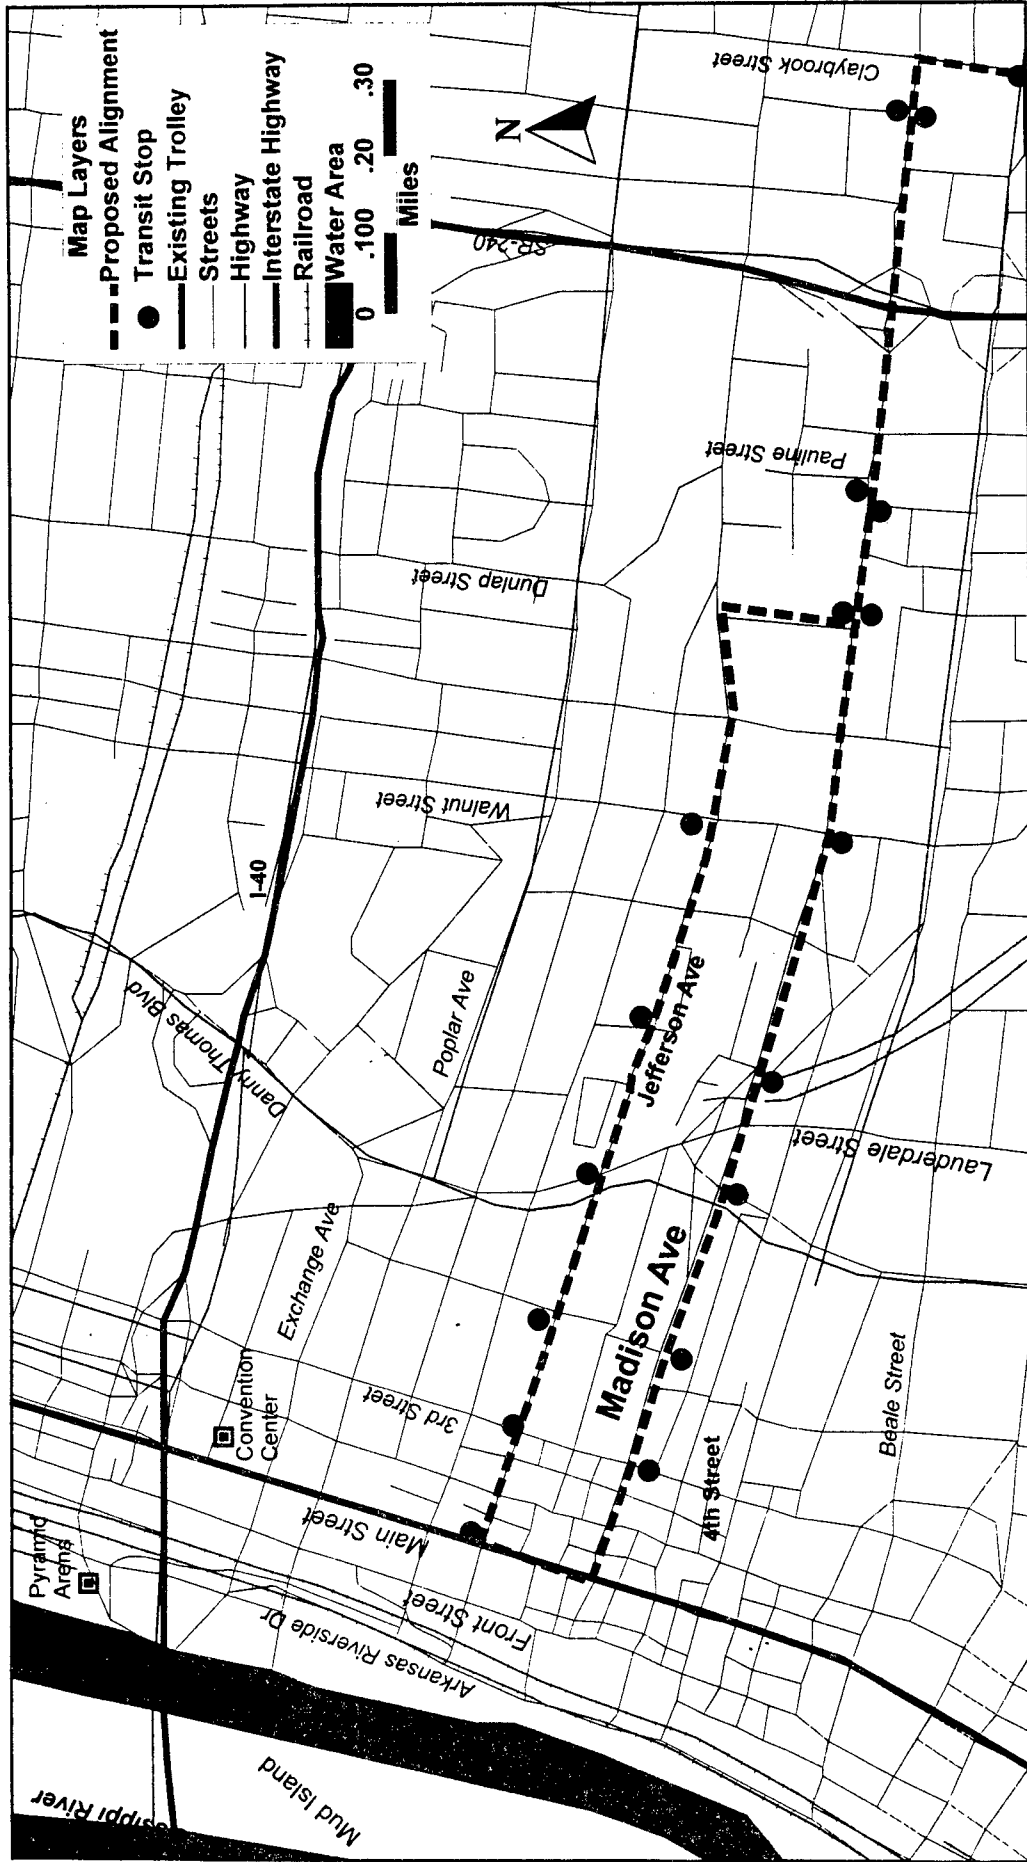 Map Layers
Proposed Alignment
Transit Stop
Existing Trolley
Streets
Highway
Interstate Highway
Railroad
Water Area
0 .100 .20 .30
Miles
N
Claybrook Street
SR-240
Pauline Street
Dunlap Street
Walnut Street
I-40
Danny Thomas Blvd
Poplar Ave
Jefferson Ave
Lauderdale Street
Exchange Ave
Madison Ave
3rd Street
Convention
Center
4th Street
Beale Street
Main Street
Pyramid
Arena
Front Street
Arkansas Riverside Dr
Mud Island
sippi River